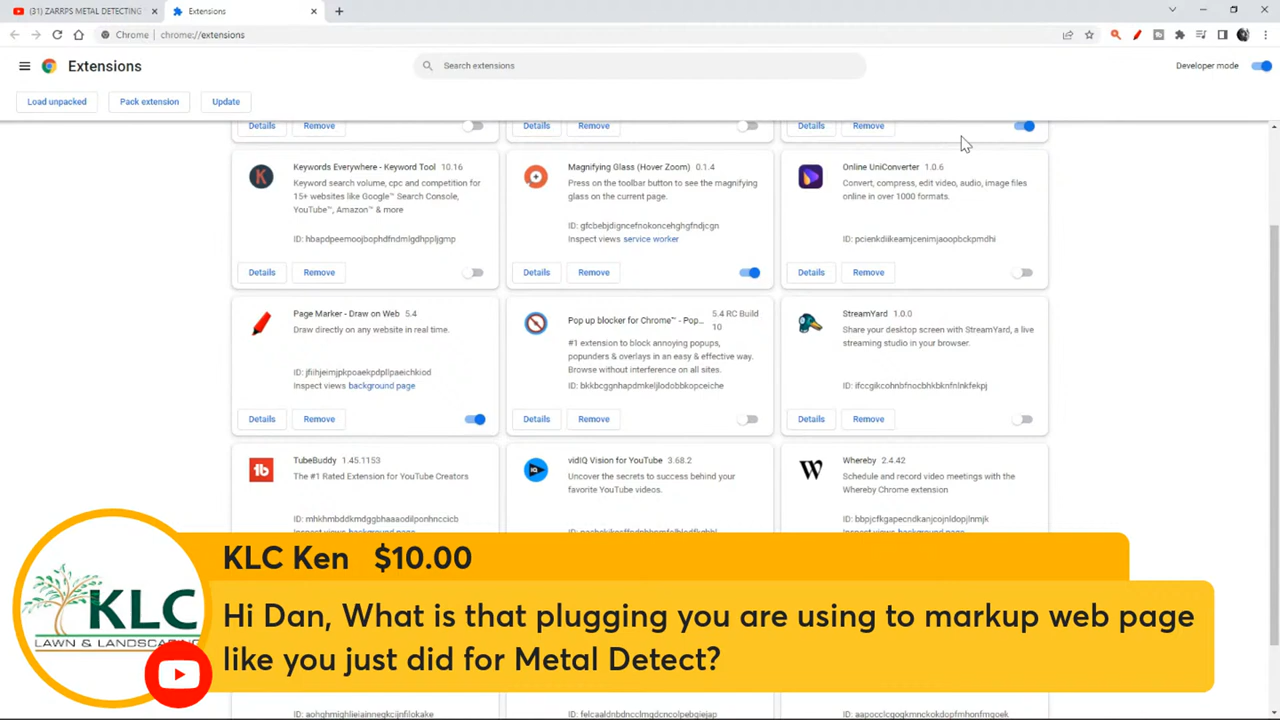 (31) ZARRPS METAL DETECTING
Extensions
Chrome | chrome://extensions
Extensions
Search extensions
Developer mode
Load unpacked
Pack extension
Update
Details Remove
Details Remove
Details Remove
Keywords Everywhere - Keyword Tool 10.16
Keyword search volume, cpc and competition for
15+ websites like Google™ Search Console,
YouTube™, Amazon™ & more
ID: hbapdpeemoojbophdfndmlgdhppljgmp
Details Remove
Magnifying Glass (Hover Zoom) 0.1.4
Press on the toolbar button to see the magnifying
glass on the current page.
ID: gfcbebjdigncefnokoncehghgfndjcgn
Inspect views service worker
Details Remove
Online UniConverter 1.0.6
Convert, compress, edit video, audio, image files
online in over 1000 formats.
ID: pcienkdiikeamjcenimjaoopbckpmdhi
Details Remove
Page Marker - Draw on Web 5.4
Draw directly on any website in real time.
ID: jfiihjeimjpkpoaekpdpllpaeichkiod
Inspect views background page
Details Remove
Pop up blocker for Chrome™ - Pop... 5.4 RC Build
10
#1 extension to block annoying popups,
popunders & overlays in an easy & effective way.
Browse without interference on all sites.
ID: bkkbcggnhapdmkeljlodobbkopceiche
Details Remove
StreamYard 1.0.0
Share your desktop screen with StreamYard, a live
streaming studio in your browser.
ID: ifccgikcohnbfnocbhkbknfnlnkfekpj
Details Remove
TubeBuddy 1.45.1153
The #1 Rated Extension for YouTube Creators
ID: mhkhmbddkmdggbhaaaodilponhnccicb
vidIQ Vision for YouTube 3.68.2
Uncover the secrets to success behind your
favorite YouTube videos.
Whereby 2.4.42
Schedule and record video meetings with the
Whereby Chrome extension
ID: bbpjcfkgapecndkanjcojnldopjlnmjk
KLC
LAWN & LANDSCAPING
KLC Ken $10.00
Hi Dan, What is that plugging you are using to markup web page
like you just did for Metal Detect?
ID: aohghmighlieiainnegkcijnfilokake
ID: felcaaldnbdncclmgdcncolpebgiejap
ID: aapocclcgogkmnckokdopfmhonfmgoek